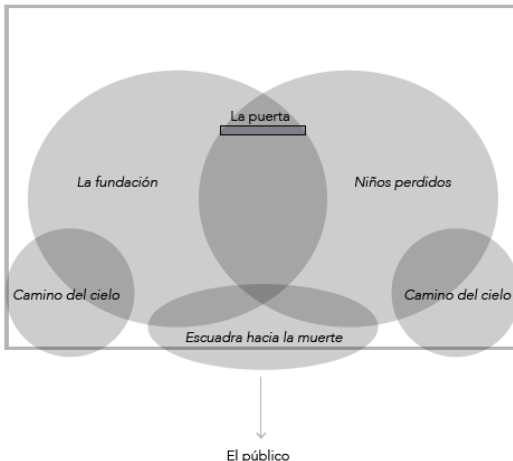 La puerta
La fundación
Niños perdidos
Camino del cielo
Camino del cielo
Escuadra hacia la muerte
El público